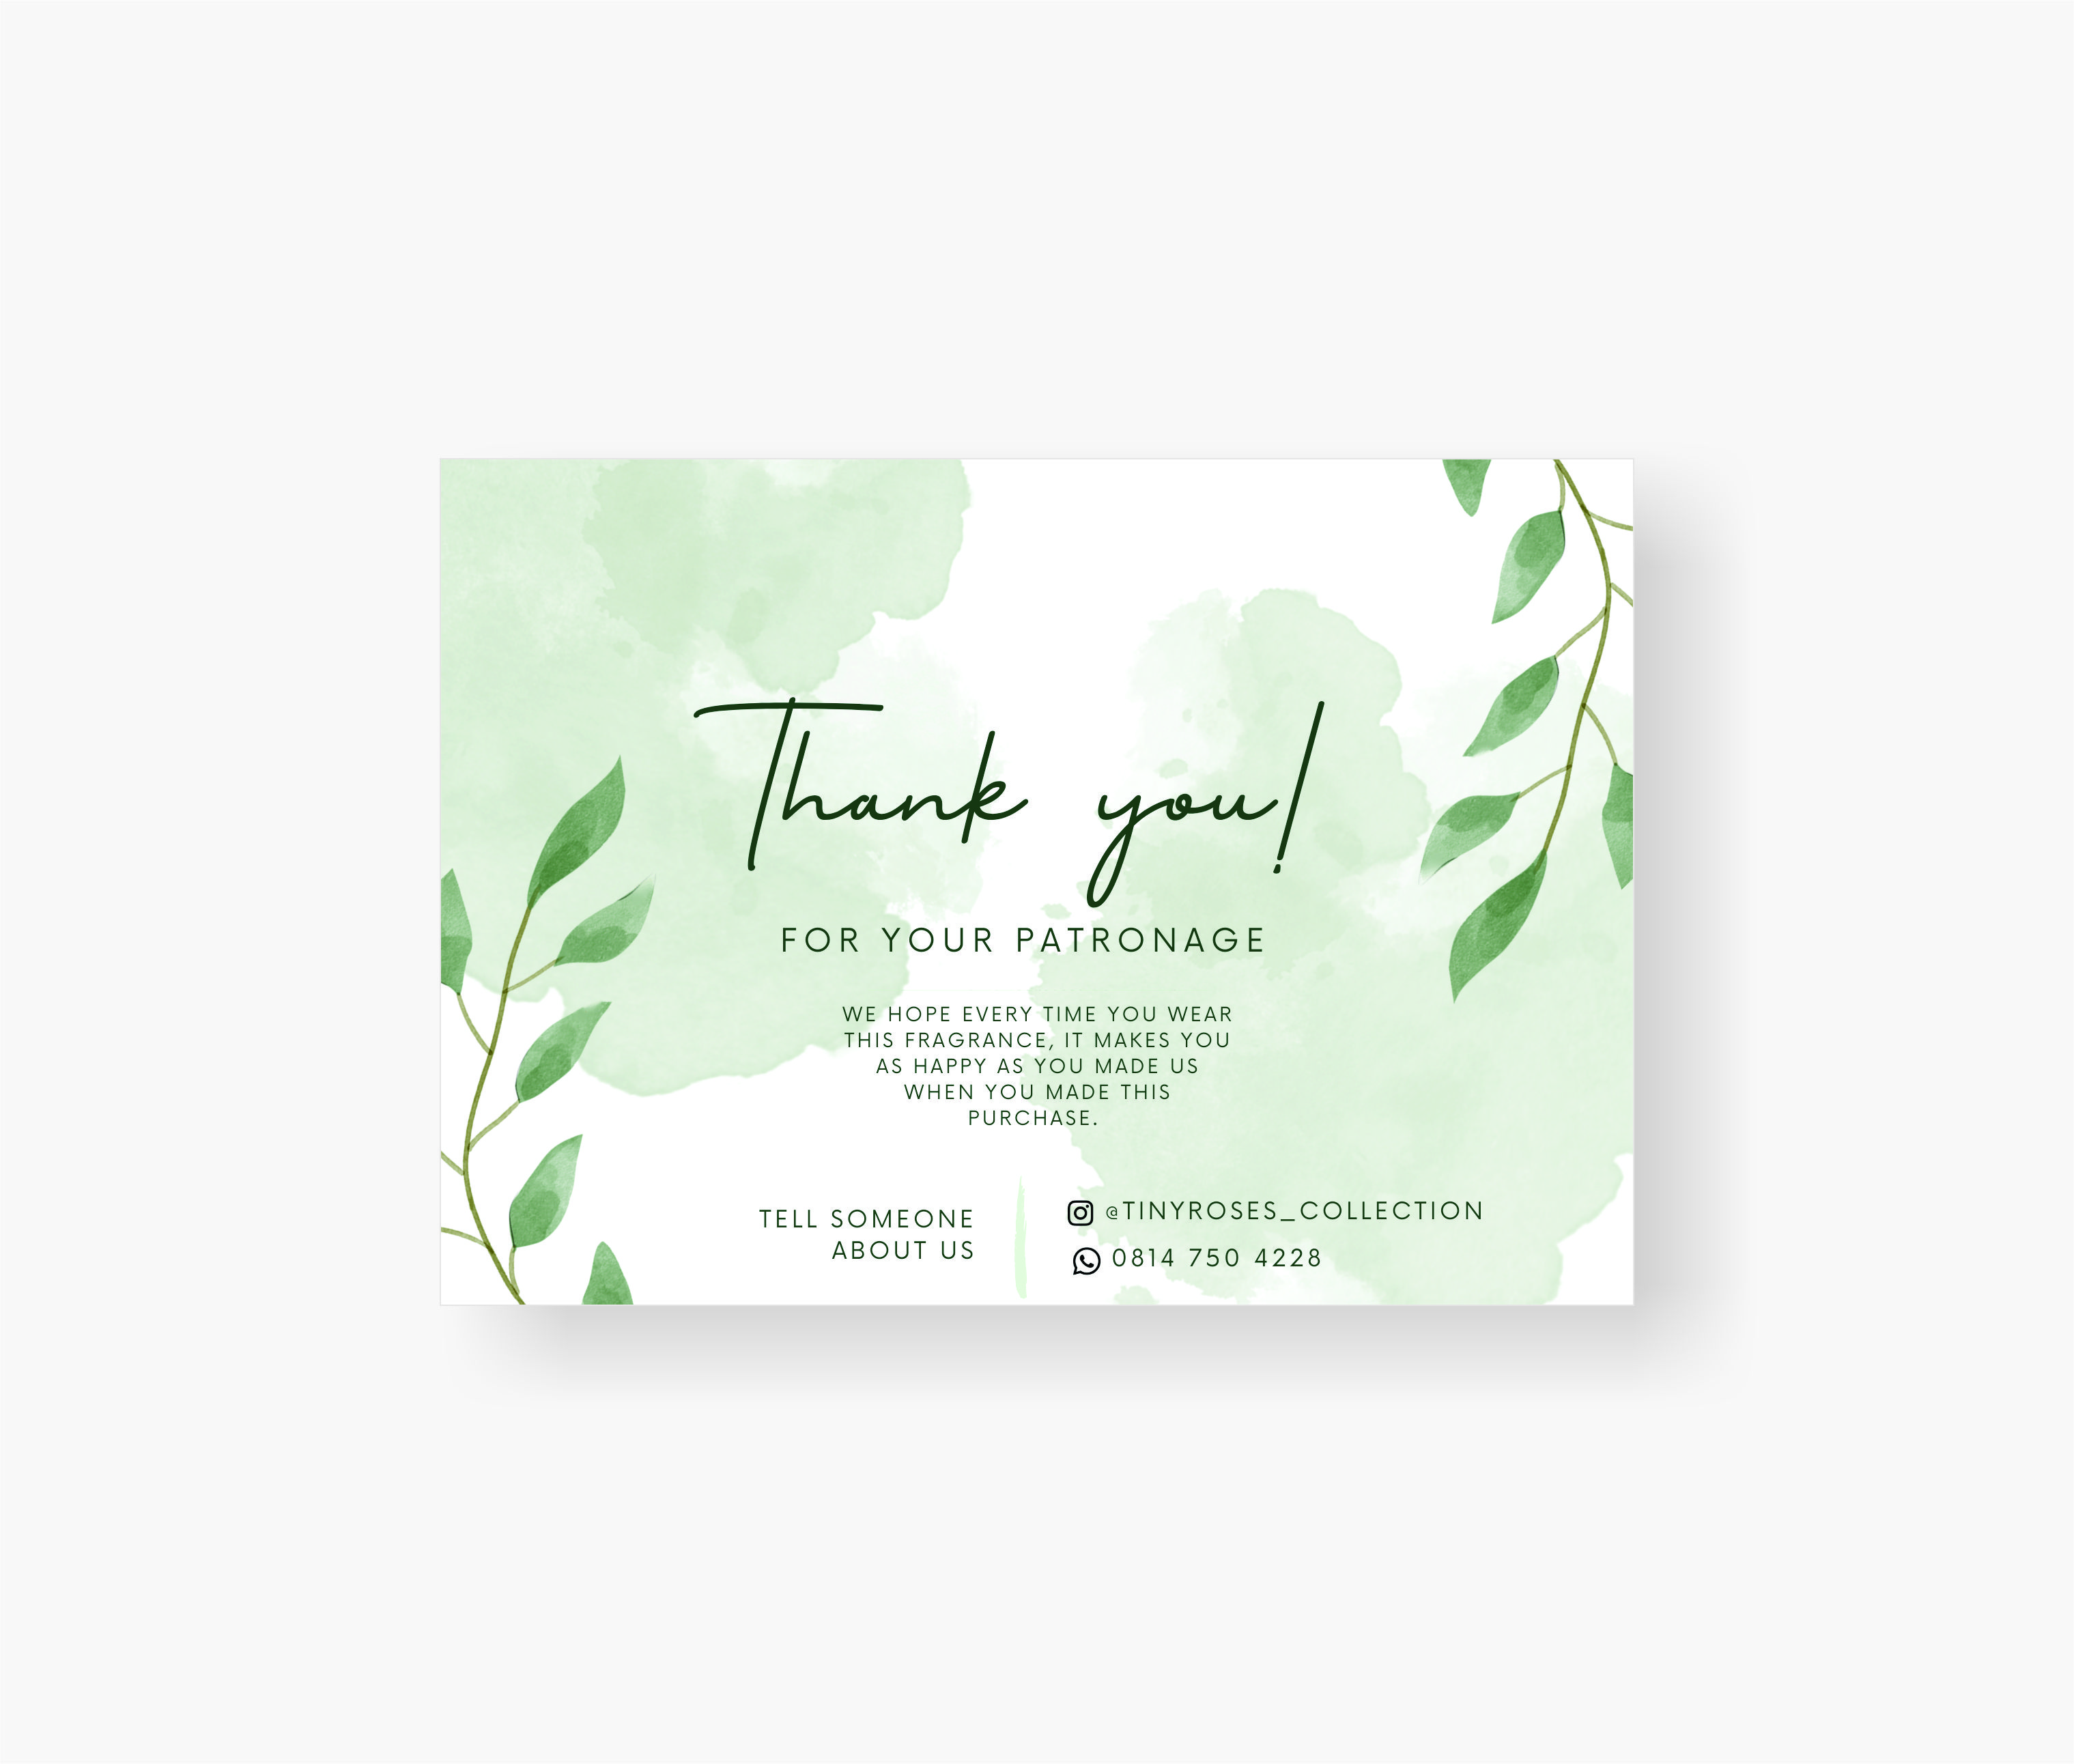 Thank you!
FOR YOUR PATRONAGE
WE HOPE EVERY TIME YOU WEAR
THIS FRAGRANCE, IT MAKES YOU
AS HAPPY AS YOU MADE US
WHEN YOU MADE THIS
PURCHASE.
TELL SOMEONE
ABOUT US
@TINYROSES_COLLECTION
0814 750 4228